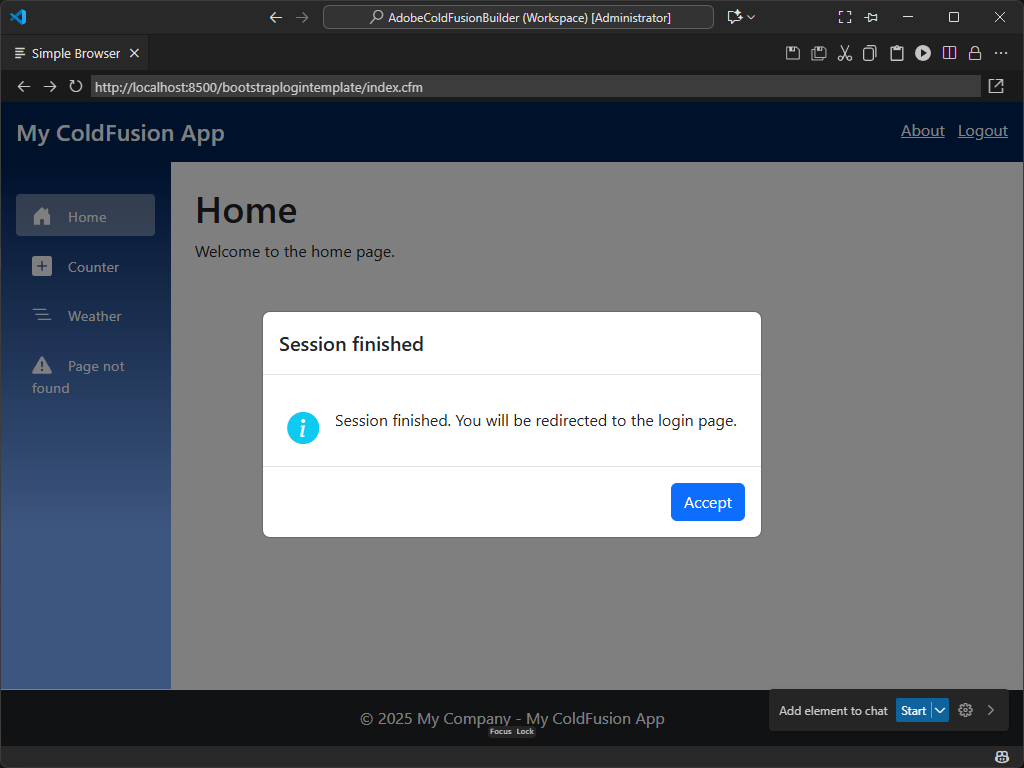 AdobeColdFusionBuilder (Workspace) [Administrator]
Simple Browser
http://localhost:8500/bootstraplogintemplate/index.cfm
My ColdFusion App
About
Logout
Home
Counter
Weather
Page not
found
Home
Welcome to the home page.
Session finished
Session finished. You will be redirected to the login page.
Accept
© 2025 My Company - My ColdFusion App
Focus Lock
Add element to chat
Start